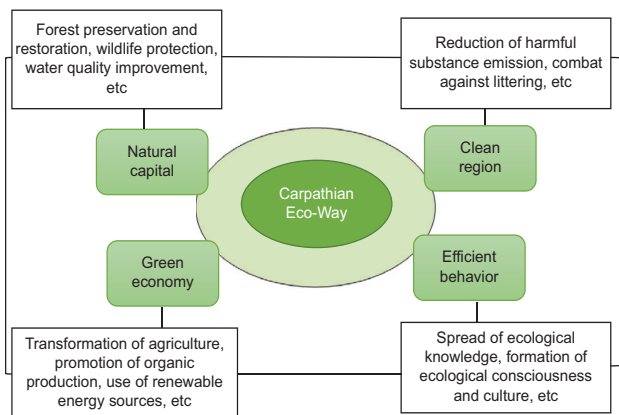 Forest preservation and
restoration, wildlife protection,
water quality improvement,
etc
Reduction of harmful
substance emission, combat
against littering, etc
Natural
capital
Clean
region
Carpathian
Eco-Way
Green
economy
Efficient
behavior
Transformation of agriculture,
promotion of organic
production, use of renewable
energy sources, etc
Spread of ecological
knowledge, formation of
ecological consciousness
and culture, etc